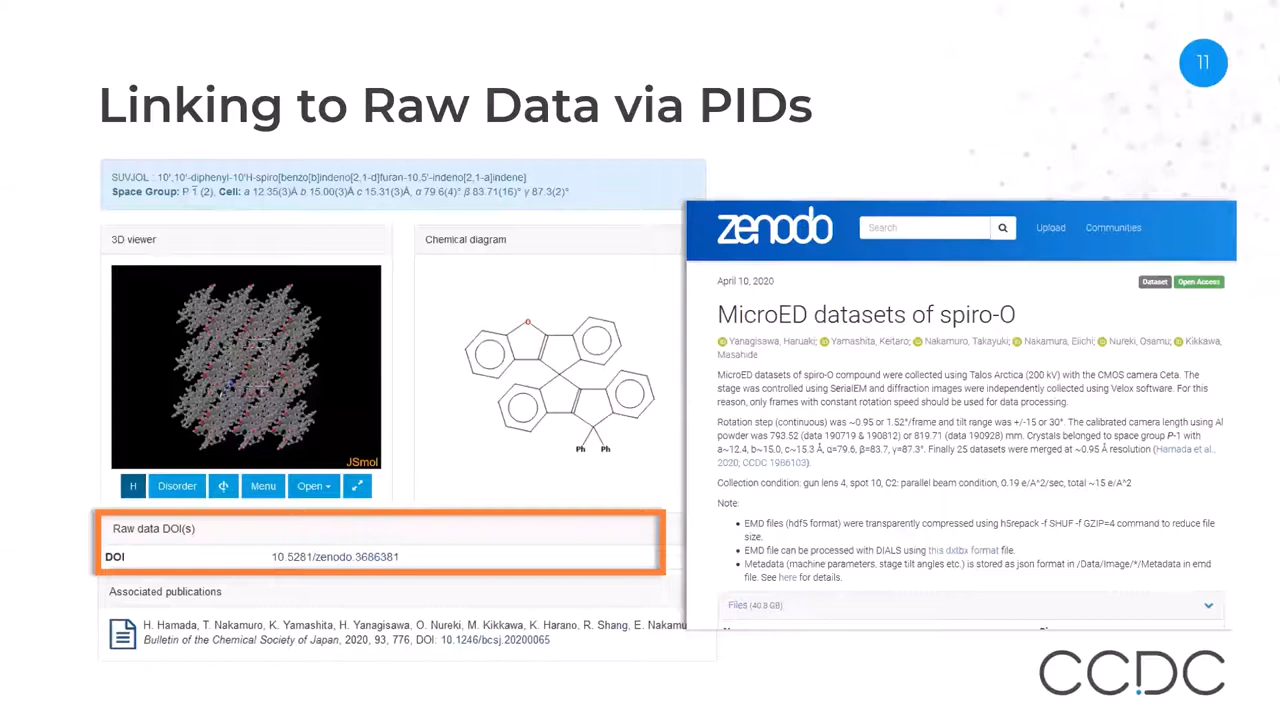 11
Linking to Raw Data via PIDs
SUVJOL : 10',10'-diphenyl-10'H-spiro[benzo[b]indeno[2,1-d]furan-10,5'-indeno[2,1-a]indene]
Space Group: P 1̅ (2), Cell: a 12.35(3)Å b 15.00(3)Å c 15.31(3)Å, α 79.6(4)° β 83.71(16)° γ 87.3(2)°
3D viewer
Chemical diagram
JSmol
H
Disorder
Menu
Open
O
Ph Ph
Raw data DOI(s)
DOI 10.5281/zenodo.3686381
Associated publications
H. Hamada, T. Nakamuro, K. Yamashita, H. Yanagisawa, O. Nureki, M. Kikkawa, K. Harano, R. Shang, E. Nakamu
Bulletin of the Chemical Society of Japan, 2020, 93, 776, DOI: 10.1246/bcsj.20200065
zenodo
Search
Upload
Communities
April 10, 2020
Dataset
Open Access
MicroED datasets of spiro-O
Yanagisawa, Haruaki; Yamashita, Keitaro; Nakamuro, Takayuki; Nakamura, Eiichi; Nureki, Osamu; Kikkawa,
Masahide
MicroED datasets of spiro-O compound were collected using Talos Arctica (200 kV) with the CMOS camera Ceta. The
stage was controlled using SerialEM and diffraction images were independently collected using Velox software. For this
reason, only frames with constant rotation speed should be used for data processing.
Rotation step (continuous) was ~0.95 or 1.52°/frame and tilt range was +/-15 or 30°. The calibrated camera length using Al
powder was 793.52 (data 190719 & 190812) or 819.71 (data 190928) mm. Crystals belonged to space group P-1 with
a~12.4, b~15.0, c~15.3 Å, α=79.6, β=83.7, γ=87.3°. Finally 25 datasets were merged at ~0.95 Å resolution (Hamada et al.,
2020; CCDC 1986103).
Collection condition: gun lens 4, spot 10, C2: parallel beam condition, 0.19 e/A^2/sec, total ~15 e/A^2
Note:
• EMD files (hdf5 format) were transparently compressed using h5repack -f SHUF -f GZIP=4 command to reduce file
size.
• EMD file can be processed with DIALS using this dxtbx format file.
• Metadata (machine parameters, stage tilt angles etc.) is stored as json format in /Data/Image/*/Metadata in emd
file. See here for details.
Files (40.8 GB)
CCDC